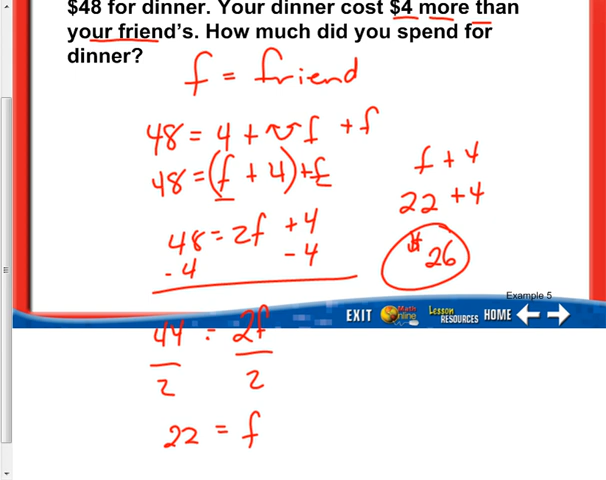 $48 for dinner. Your dinner cost $4 more than
your friend's. How much did you spend for
dinner?
f = friend
48 = 4 + f + f
48 = (f + 4) + f
48 = 2f + 4
- 4 - 4
44 = 2f
2 2
22 = f
f + 4
22 + 4
$26
Example 5
EXIT Math Online Lesson RESOURCES HOME